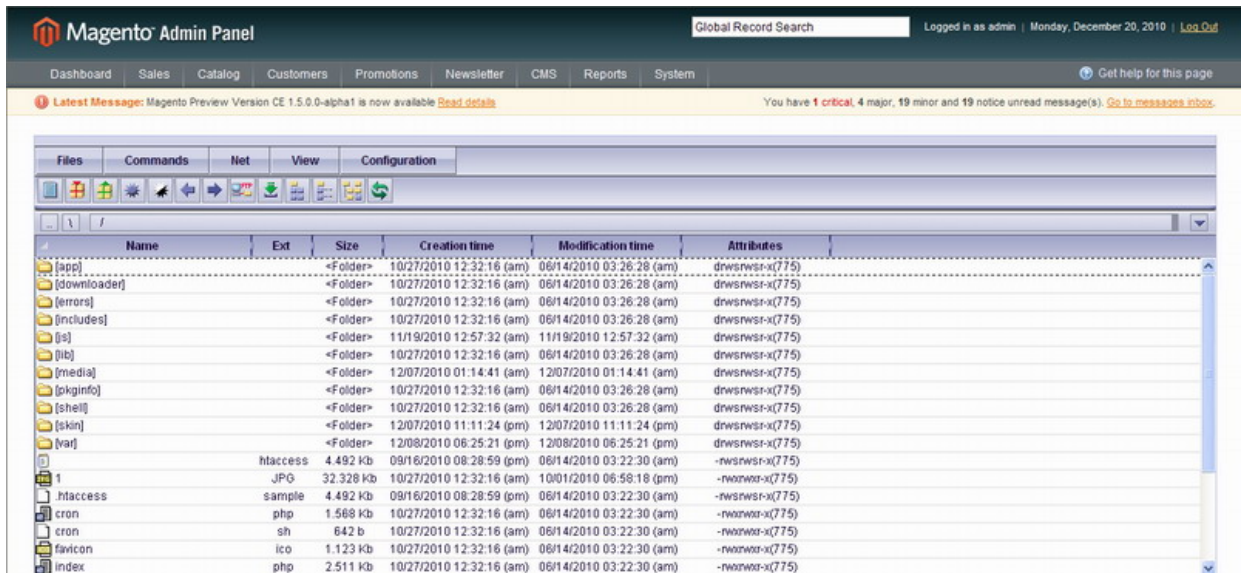 Magento Admin Panel
Global Record Search
Logged in as admin | Monday, December 20, 2010 | Log Out
Dashboard Sales Catalog Customers Promotions Newsletter CMS Reports System
Get help for this page
Latest Message: Magento Preview Version CE 1.5.0.0-alpha1 is now available Read details
You have 1 critical, 4 major, 19 minor and 19 notice unread message(s). Go to messages inbox.
Files Commands Net View Configuration
.. \ /
Name Ext Size Creation time Modification time Attributes
[app] <Folder> 10/27/2010 12:32:16 (am) 06/14/2010 03:26:28 (am) drwsrwsr-x(775)
[downloader] <Folder> 10/27/2010 12:32:16 (am) 06/14/2010 03:26:28 (am) drwsrwsr-x(775)
[errors] <Folder> 10/27/2010 12:32:16 (am) 06/14/2010 03:26:28 (am) drwsrwsr-x(775)
[includes] <Folder> 10/27/2010 12:32:16 (am) 06/14/2010 03:26:28 (am) drwsrwsr-x(775)
[js] <Folder> 11/19/2010 12:57:32 (am) 11/19/2010 12:57:32 (am) drwsrwsr-x(775)
[lib] <Folder> 10/27/2010 12:32:16 (am) 06/14/2010 03:26:28 (am) drwsrwsr-x(775)
[media] <Folder> 12/07/2010 01:14:41 (am) 12/07/2010 01:14:41 (am) drwsrwsr-x(775)
[pkginfo] <Folder> 10/27/2010 12:32:16 (am) 06/14/2010 03:26:28 (am) drwsrwsr-x(775)
[shell] <Folder> 10/27/2010 12:32:16 (am) 06/14/2010 03:26:28 (am) drwsrwsr-x(775)
[skin] <Folder> 12/07/2010 11:11:24 (pm) 12/07/2010 11:11:24 (pm) drwsrwsr-x(775)
[var] <Folder> 12/08/2010 06:25:21 (pm) 12/08/2010 06:25:21 (pm) drwsrwsr-x(775)
htaccess 4.492 Kb 09/16/2010 08:28:59 (pm) 06/14/2010 03:22:30 (am) -rwsrwsr-x(775)
1 JPG 32.328 Kb 10/27/2010 12:32:16 (am) 10/01/2010 06:58:18 (pm) -rwxrwxr-x(775)
.htaccess sample 4.492 Kb 09/16/2010 08:28:59 (pm) 06/14/2010 03:22:30 (am) -rwsrwsr-x(775)
cron php 1.568 Kb 10/27/2010 12:32:16 (am) 06/14/2010 03:22:30 (am) -rwxrwxr-x(775)
cron sh 642 b 10/27/2010 12:32:16 (am) 06/14/2010 03:22:30 (am) -rwxrwxr-x(775)
favicon ico 1.123 Kb 10/27/2010 12:32:16 (am) 06/14/2010 03:22:30 (am) -rwxrwxr-x(775)
index php 2.511 Kb 10/27/2010 12:32:16 (am) 06/14/2010 03:22:30 (am) -rwxrwxr-x(775)